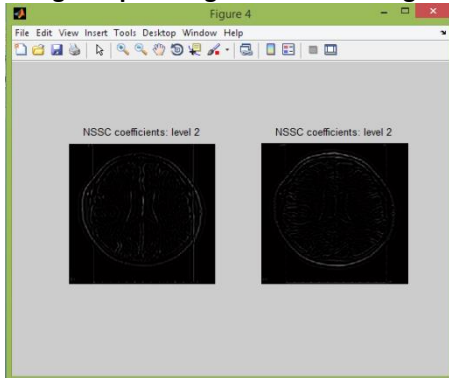 Figure 4
File Edit View Insert Tools Desktop Window Help
NSSC coefficients: level 2
NSSC coefficients: level 2